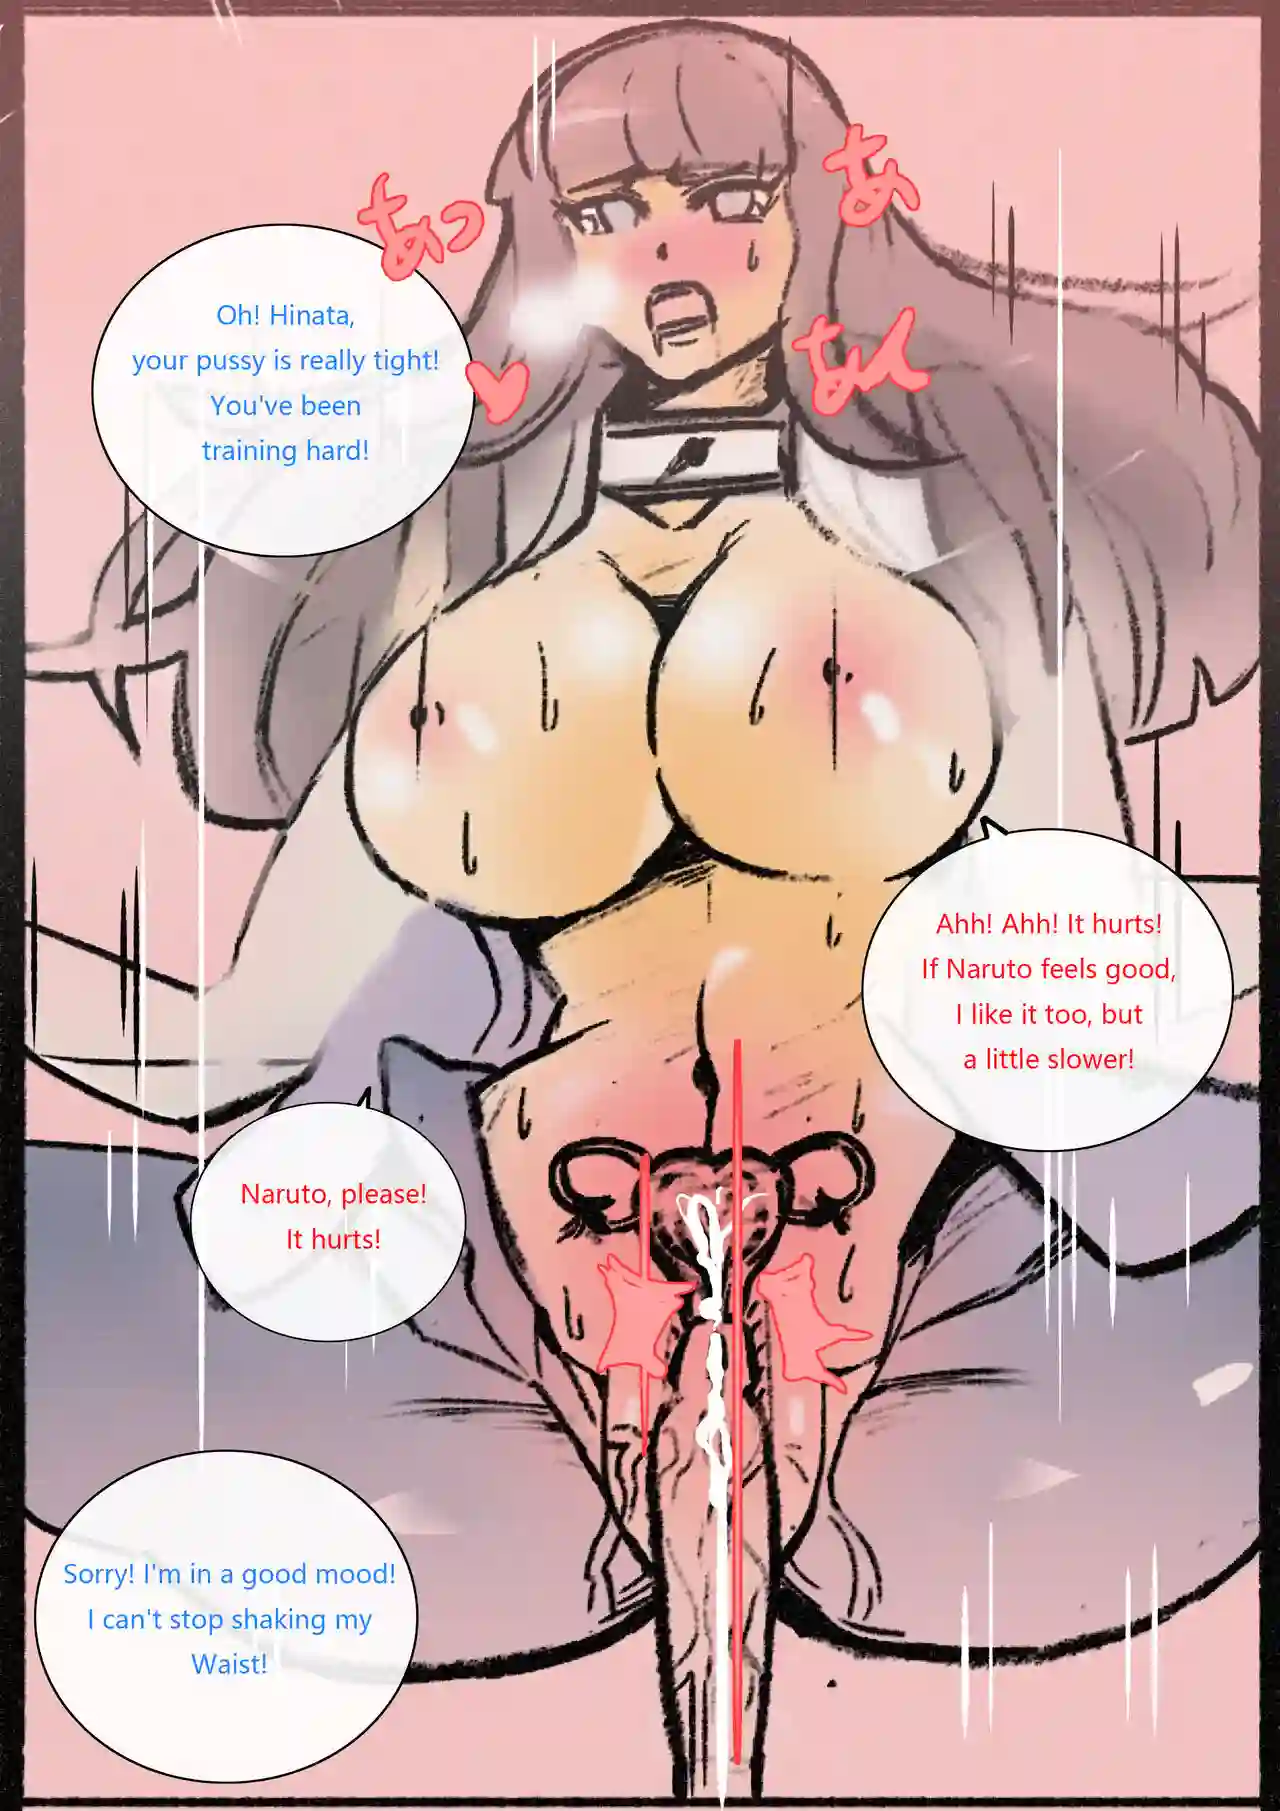 あっ
あ
あん
Oh! Hinata,
your pussy is really tight!
You've been
training hard!
Ahh! Ahh! It hurts!
If Naruto feels good,
I like it too, but
a little slower!
Naruto, please!
It hurts!
Sorry! I'm in a good mood!
I can't stop shaking my
Waist!